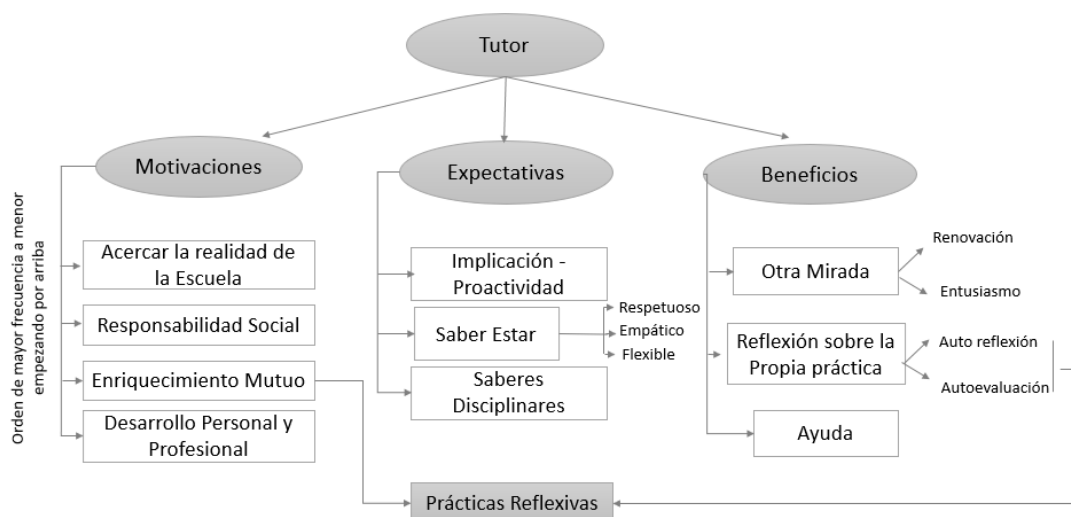 Tutor
Motivaciones
Expectativas
Beneficios
Orden de mayor frecuencia a menor
empezando por arriba
Acercar la realidad de
la Escuela
Responsabilidad Social
Enriquecimiento Mutuo
Desarrollo Personal y
Profesional
Implicación -
Proactividad
Saber Estar
Respetuoso
Empático
Flexible
Saberes
Disciplinares
Otra Mirada
Renovación
Entusiasmo
Reflexión sobre la
Propia práctica
Auto reflexión
Autoevaluación
Ayuda
Prácticas Reflexivas